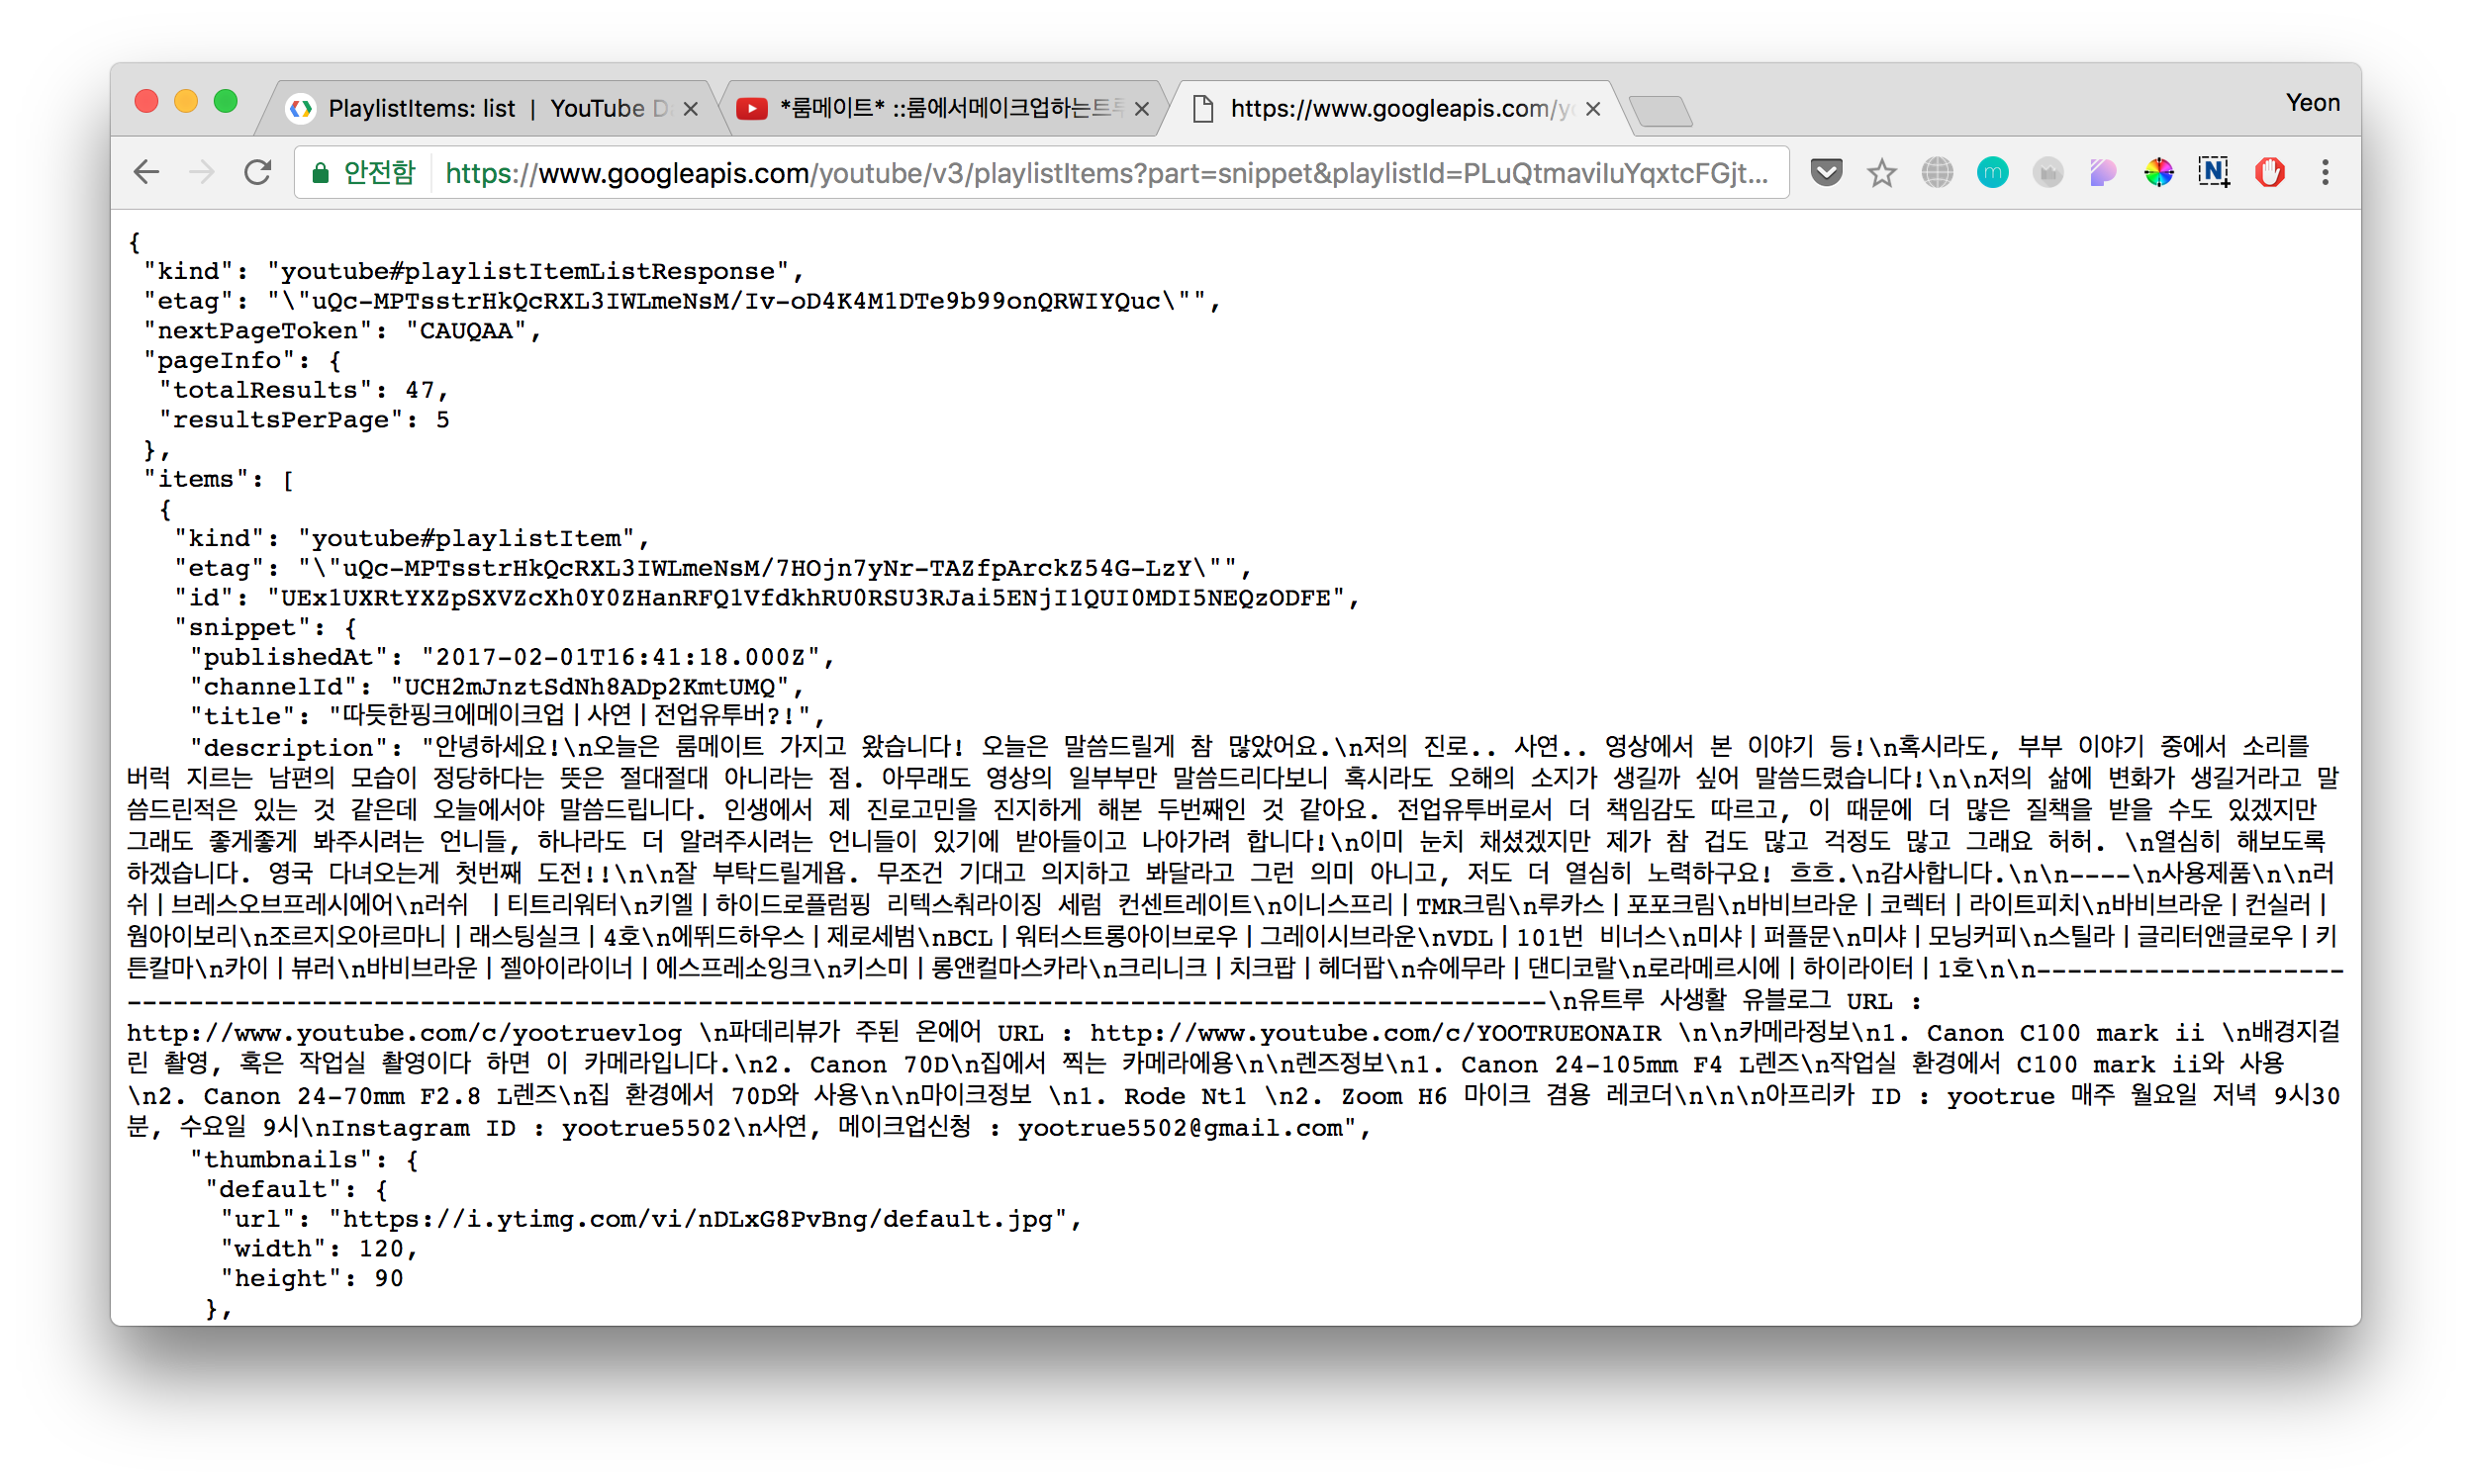 PlaylistItems: list | YouTube D
*룸메이트* ::룸에서메이크업하는트루
https://www.googleapis.com/yo
Yeon
안전함
https://www.googleapis.com/youtube/v3/playlistItems?part=snippet&playlistId=PLuQtmaviIuYqxtcFGjt...
{
"kind": "youtube#playlistItemListResponse",
"etag": "\"uQc-MPTsstrHkQcRXL3IWLmeNsM/Iv-oD4K4M1DTe9b99onQRWIYQuc\"",
"nextPageToken": "CAUQAA",
"pageInfo": {
"totalResults": 47,
"resultsPerPage": 5
},
"items": [
{
"kind": "youtube#playlistItem",
"etag": "\"uQc-MPTsstrHkQcRXL3IWLmeNsM/7HOjn7yNr-TAZfpArckZ54G-LzY\"",
"id": "UEx1UXRtYXZpSXVZcXh0Y0ZHanRFQ1VfdkhRU0RSU3RJai5ENjI1QUI0MDI5NEQzODFE",
"snippet": {
"publishedAt": "2017-02-01T16:41:18.000Z",
"channelId": "UCH2mJnztSdNh8ADp2KmtUMQ",
"title": "따듯한핑크에메이크업|사연|전업유투버?!",
"description": "안녕하세요!\n오늘은 룸메이트 가지고 왔습니다! 오늘은 말씀드릴게 참 많았어요.\n저의 진로.. 사연.. 영상에서 본 이야기 등!\n혹시라도, 부부 이야기 중에서 소리를
버럭 지르는 남편의 모습이 정당하다는 뜻은 절대절대 아니라는 점. 아무래도 영상의 일부부만 말씀드리다보니 혹시라도 오해의 소지가 생길까 싶어 말씀드렸습니다!\n\n저의 삶에 변화가 생길거라고 말
씀드린적은 있는 것 같은데 오늘에서야 말씀드립니다. 인생에서 제 진로고민을 진지하게 해본 두번째인 것 같아요. 전업유투버로서 더 책임감도 따르고, 이 때문에 더 많은 질책을 받을 수도 있겠지만
그래도 좋게좋게 봐주시려는 언니들, 하나라도 더 알려주시려는 언니들이 있기에 받아들이고 나아가려 합니다!\n이미 눈치 채셨겠지만 제가 참 겁도 많고 걱정도 많고 그래요 허허. \n열심히 해보도록
하겠습니다. 영국 다녀오는게 첫번째 도전!!\n\n잘 부탁드릴게욥. 무조건 기대고 의지하고 봐달라고 그런 의미 아니고, 저도 더 열심히 노력하구요! 흐흐.\n감사합니다.\n\n----\n사용제품\n\n러
쉬|브레스오브프레시에어\n러쉬 |티트리워터\n키엘|하이드로플럼핑 리텍스춰라이징 세럼 컨센트레이트\n이니스프리|TMR크림\n루카스|포포크림\n바비브라운|코렉터|라이트피치\n바비브라운|컨실러|
웜아이보리\n조르지오아르마니|래스팅실크|4호\n에뛰드하우스|제로세범\nBCL|워터스트롱아이브로우|그레이시브라운\nVDL|101번 비너스\n미샤|퍼플문\n미샤|모닝커피\n스틸라|글리터앤글로우|키
튼칼마\n카이|뷰러\n바비브라운|젤아이라이너|에스프레소잉크\n키스미|롱앤컬마스카라\n크리니크|치크팝|헤더팝\n슈에무라|댄디코랄\n로라메르시에|하이라이터|1호\n\n--------------------
--------------------------------------------------------------------------------------------\n유트루 사생활 유블로그 URL :
http://www.youtube.com/c/yootruevlog \n파데리뷰가 주된 온에어 URL : http://www.youtube.com/c/YOOTRUEONAIR \n\n카메라정보\n1. Canon C100 mark ii \n배경지걸
린 촬영, 혹은 작업실 촬영이다 하면 이 카메라입니다.\n2. Canon 70D\n집에서 찍는 카메라에용\n\n렌즈정보\n1. Canon 24-105mm F4 L렌즈\n작업실 환경에서 C100 mark ii와 사용
\n2. Canon 24-70mm F2.8 L렌즈\n집 환경에서 70D와 사용\n\n마이크정보 \n1. Rode Nt1 \n2. Zoom H6 마이크 겸용 레코더\n\n\n아프리카 ID : yootrue 매주 월요일 저녁 9시30
분, 수요일 9시\nInstagram ID : yootrue5502\n사연, 메이크업신청 : yootrue5502@gmail.com",
"thumbnails": {
"default": {
"url": "https://i.ytimg.com/vi/nDLxG8PvBng/default.jpg",
"width": 120,
"height": 90
},